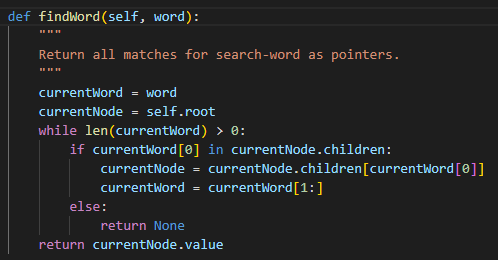 def findWord(self, word):
    """
    Return all matches for search-word as pointers.
    """
    currentWord = word
    currentNode = self.root
    while len(currentWord) > 0:
        if currentWord[0] in currentNode.children:
            currentNode = currentNode.children[currentWord[0]]
            currentWord = currentWord[1:]
        else:
            return None
    return currentNode.value